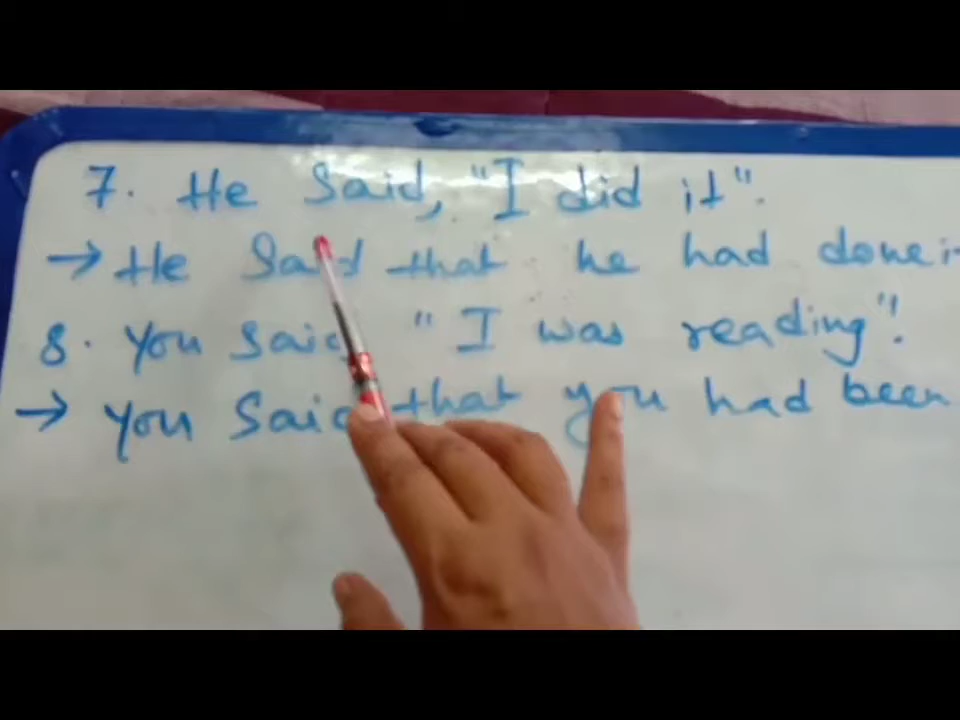 7. He Said, "I did it".
→ He Said that he had done i
8. You said "I was reading".
→ You Said that you had been